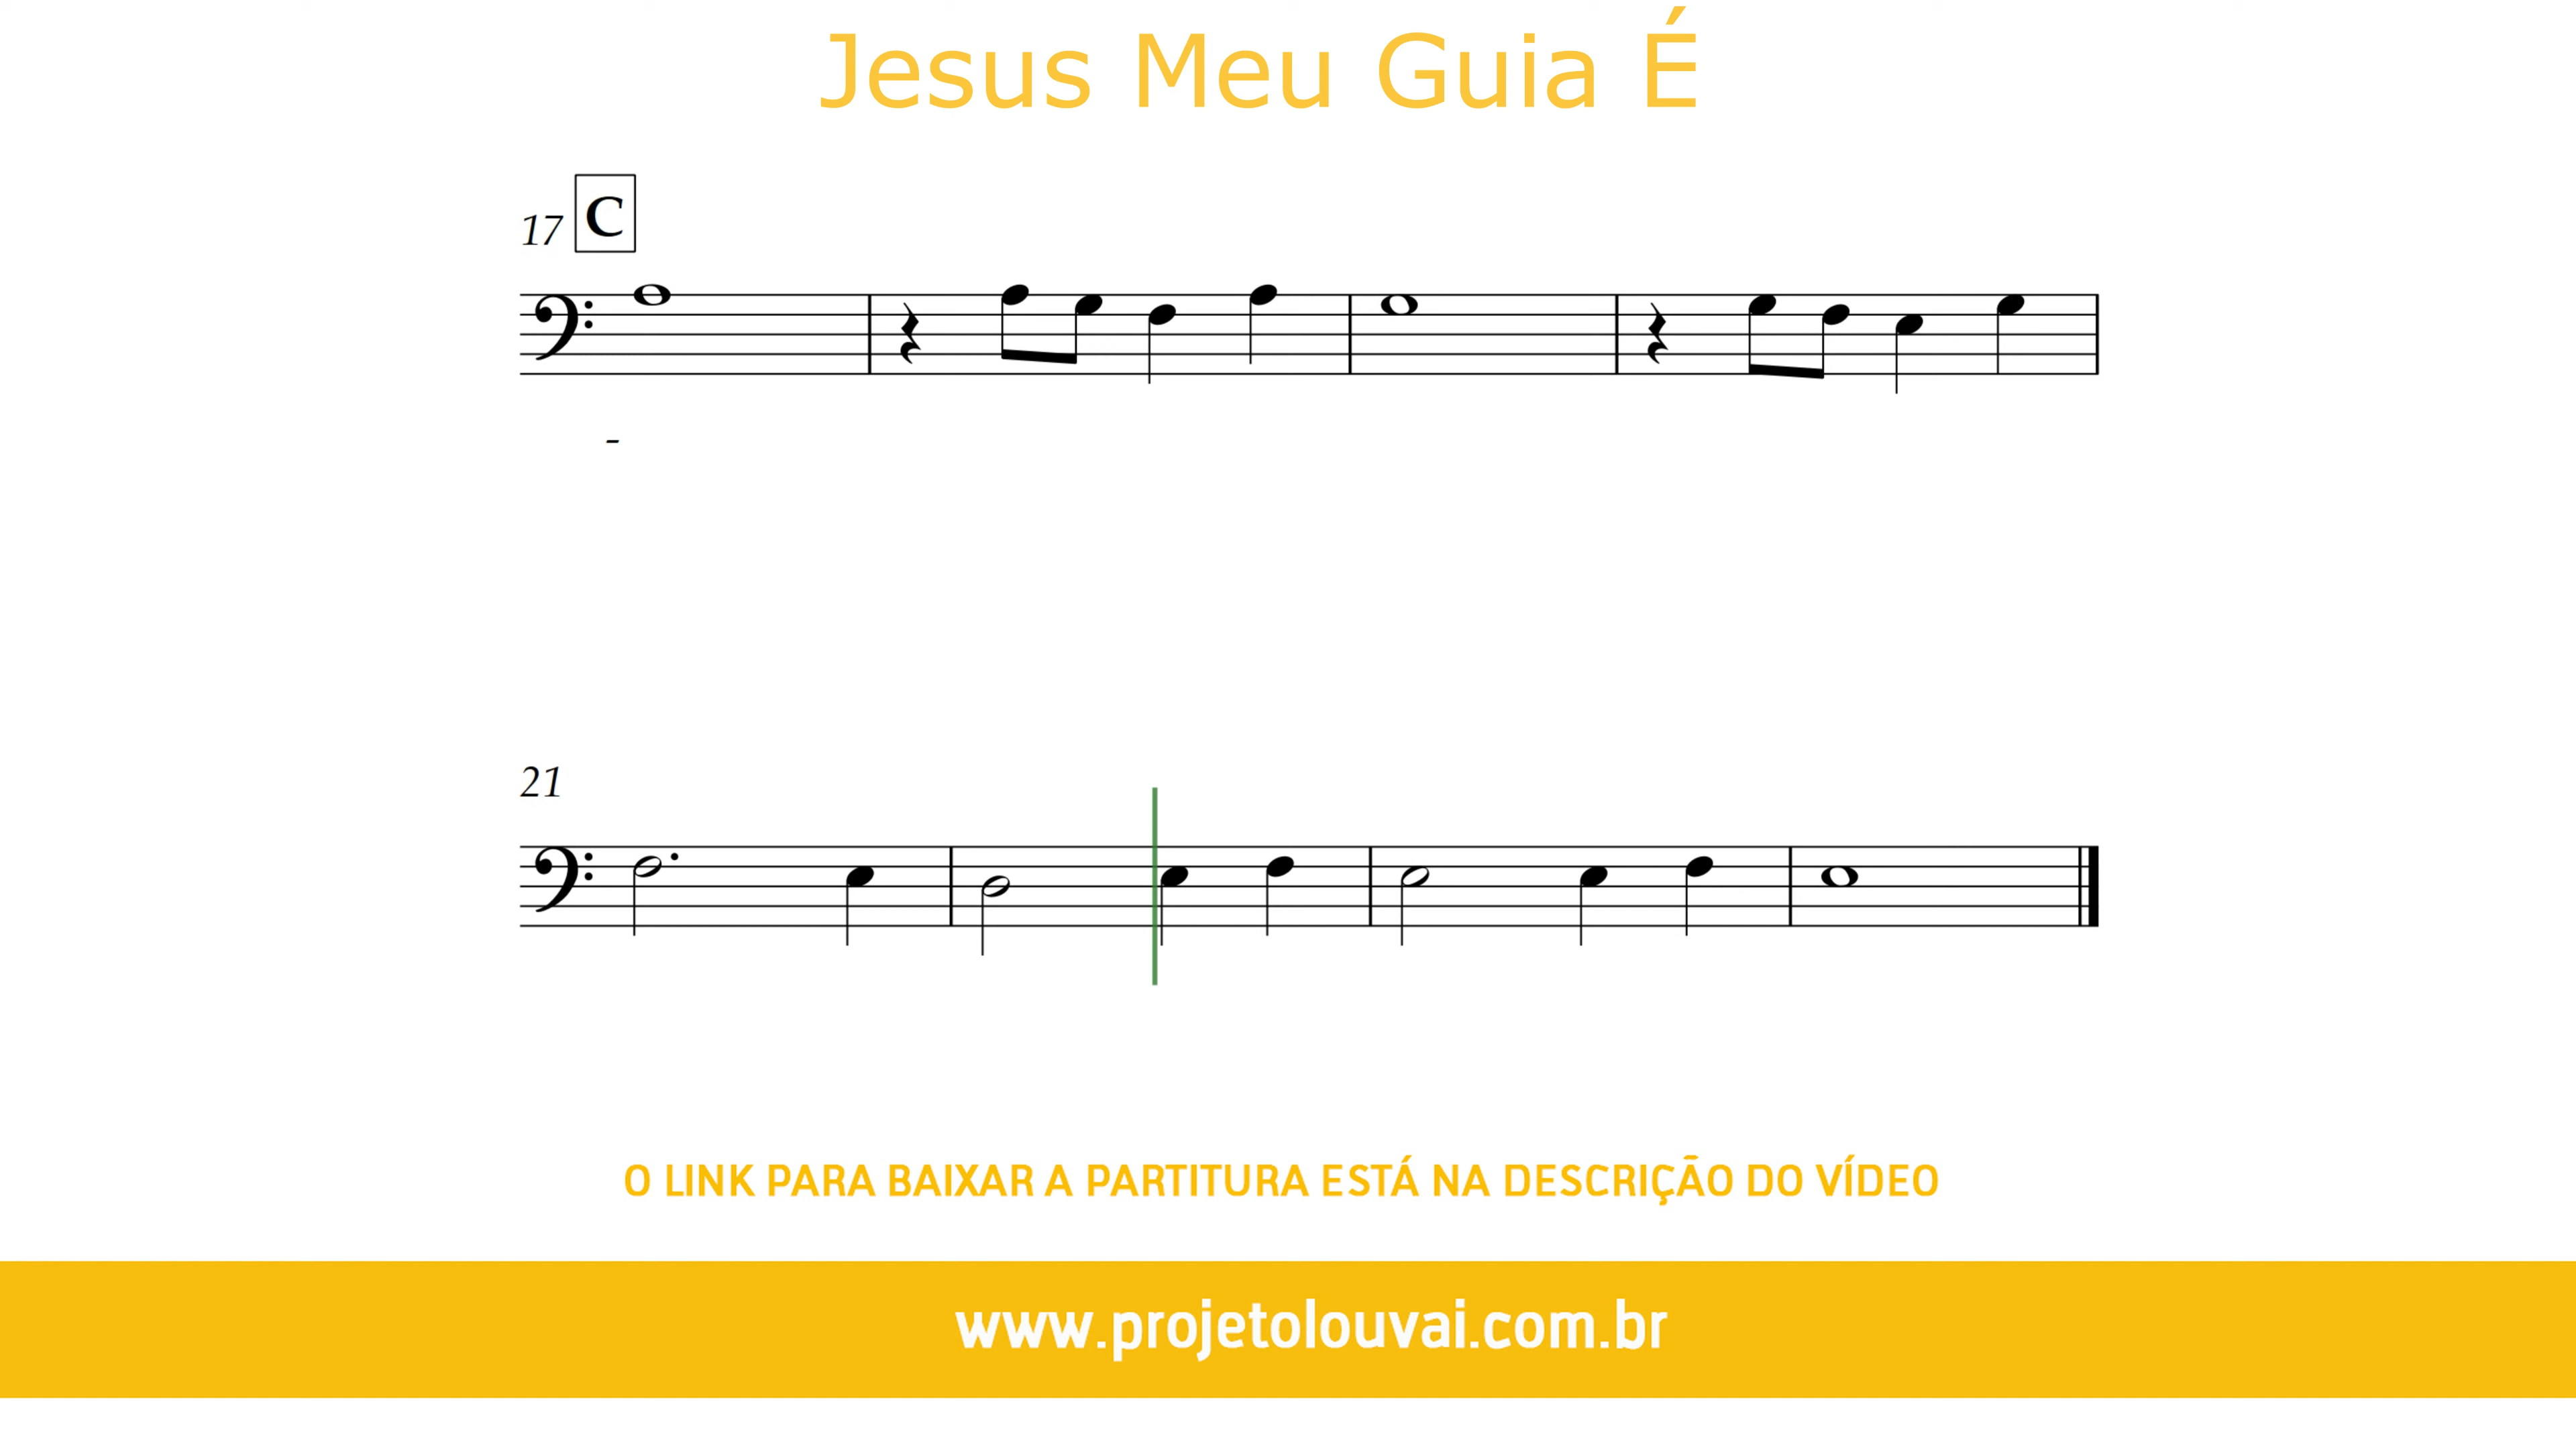 Jesus Meu Guia É
17 C
-
21
O LINK PARA BAIXAR A PARTITURA ESTÁ NA DESCRIÇÃO DO VÍDEO
www.projetolouvai.com.br